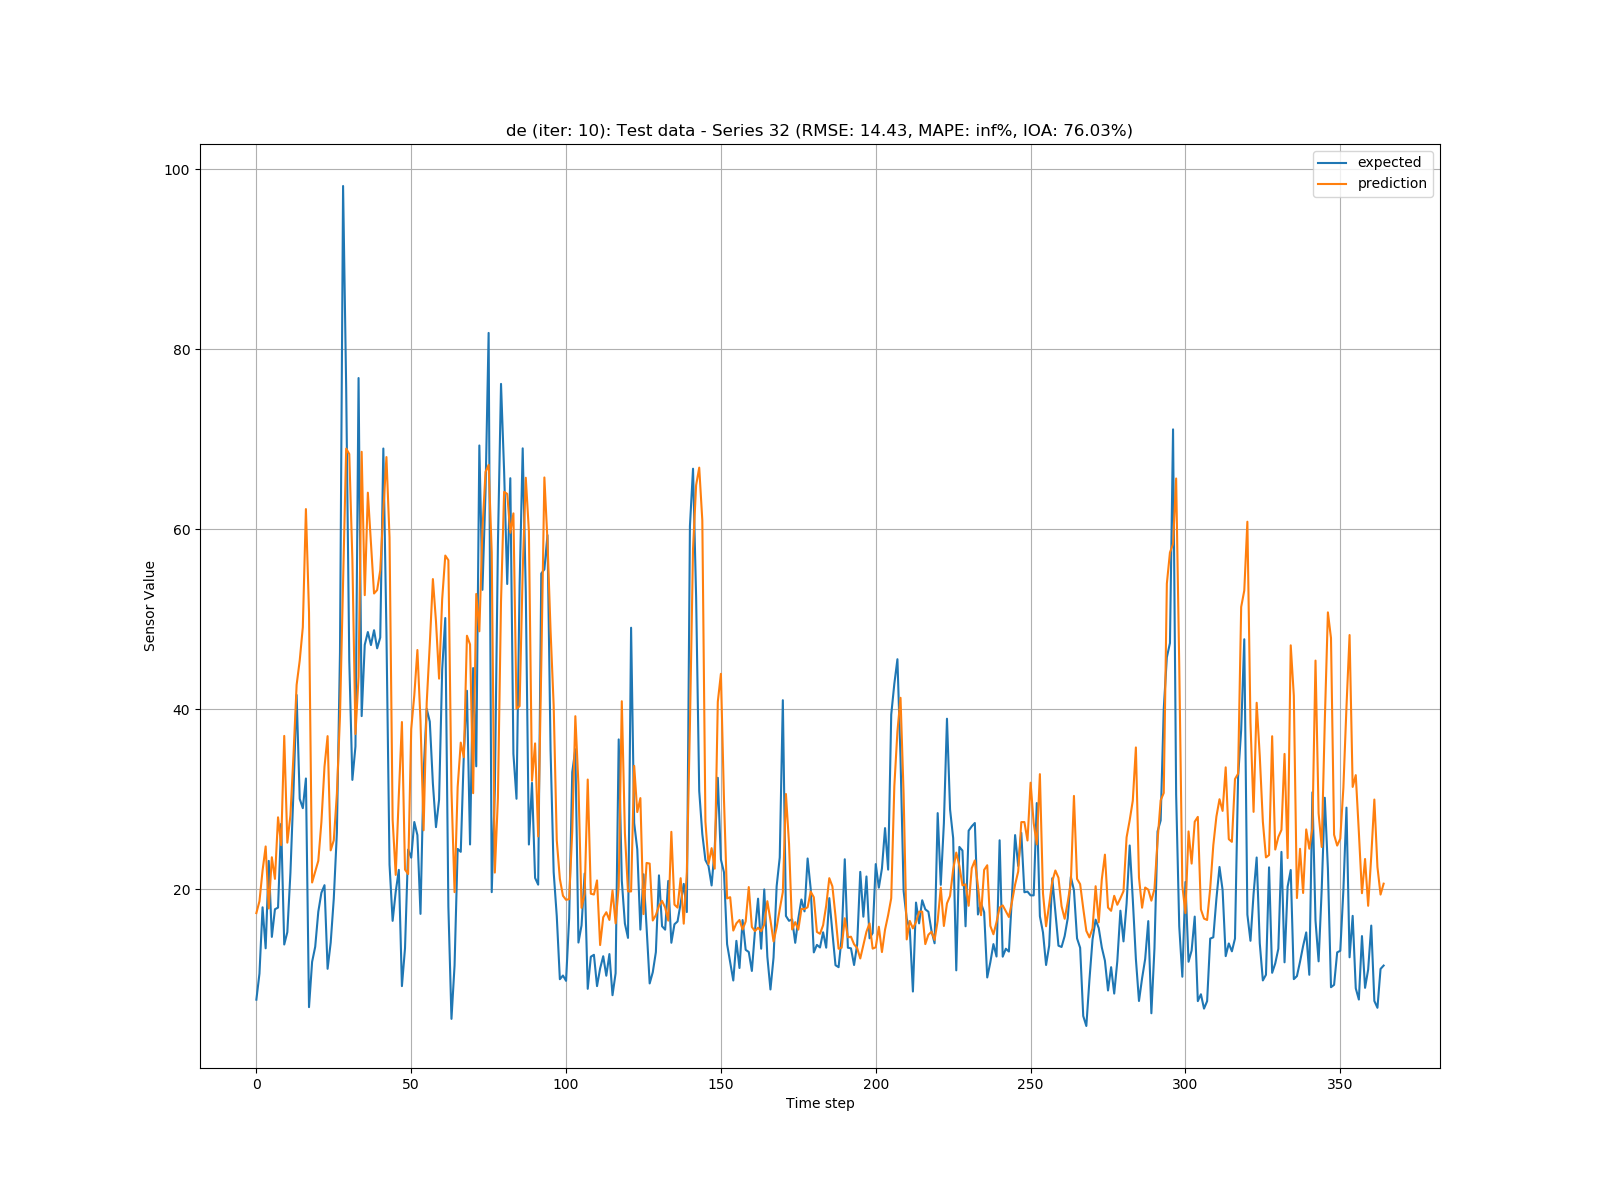 de (iter: 10): Test data - Series 32 (RMSE: 14.43, MAPE: inf%, IOA: 76.03%)
expected
prediction
100
80
60
40
20
Sensor Value
0 50 100 150 200 250 300 350
Time step